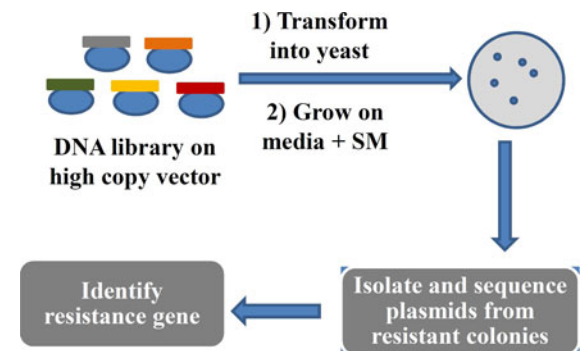 1) Transform
into yeast
2) Grow on
media + SM
DNA library on
high copy vector
Isolate and sequence
plasmids from
resistant colonies
Identify
resistance gene